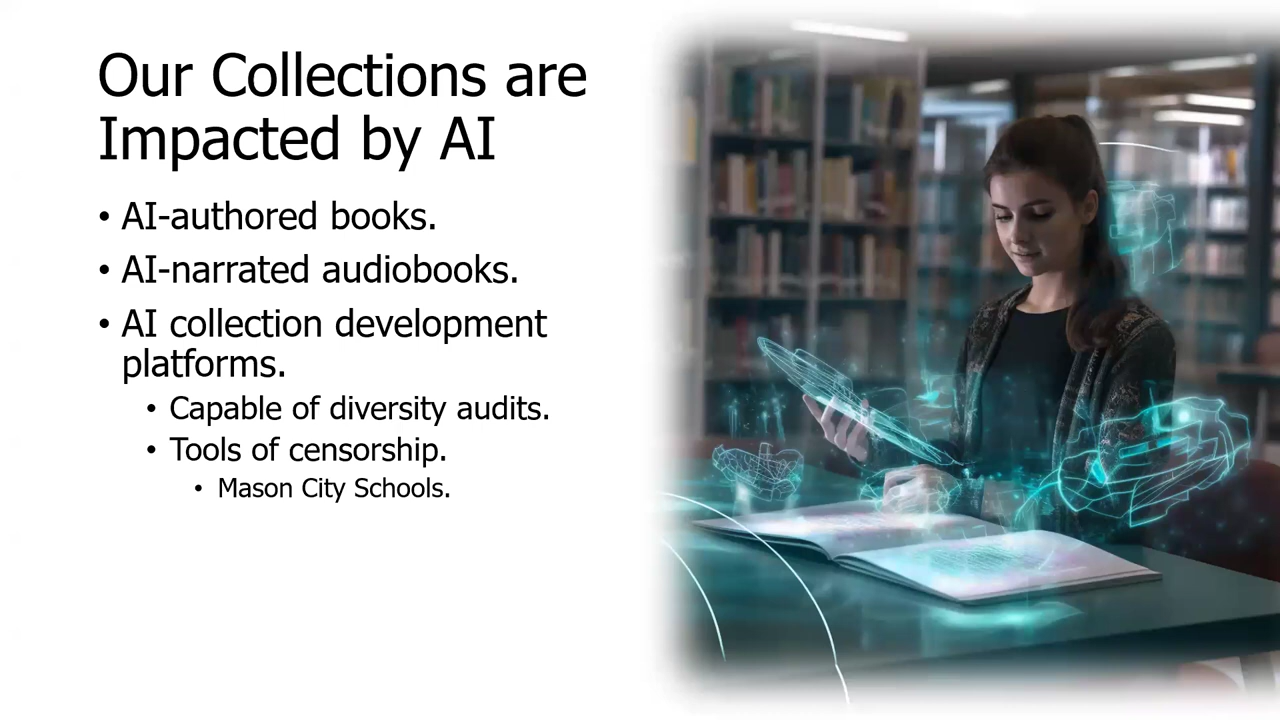 Our Collections are
Impacted by AI
• AI-authored books.
• AI-narrated audiobooks.
• AI collection development
platforms.
• Capable of diversity audits.
• Tools of censorship.
• Mason City Schools.